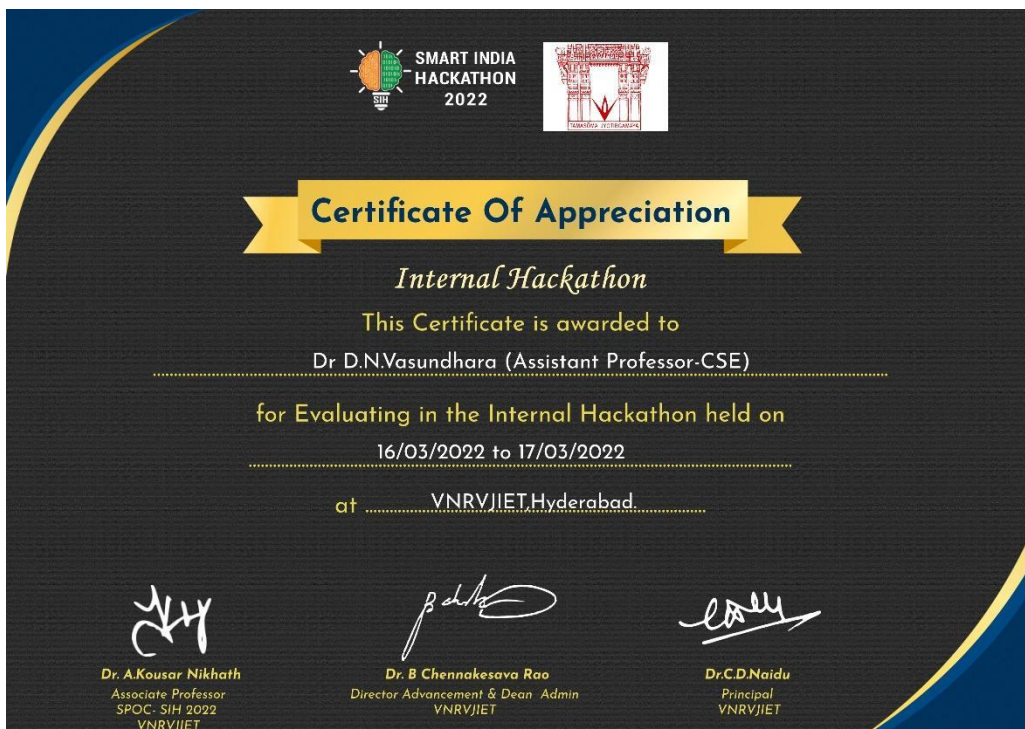 SMART INDIA
HACKATHON
2022
SIH
TAMASOMA JYOTIRGAMAYA
Certificate Of Appreciation
Internal Hackathon
This Certificate is awarded to
Dr D.N.Vasundhara (Assistant Professor-CSE)
for Evaluating in the Internal Hackathon held on
16/03/2022 to 17/03/2022
at VNRVJIET,Hyderabad.
Dr. A.Kousar Nikhath
Associate Professor
SPOC- SIH 2022
VNRVJIET
Dr. B Chennakesava Rao
Director Advancement & Dean Admin
VNRVJIET
Dr.C.D.Naidu
Principal
VNRVJIET